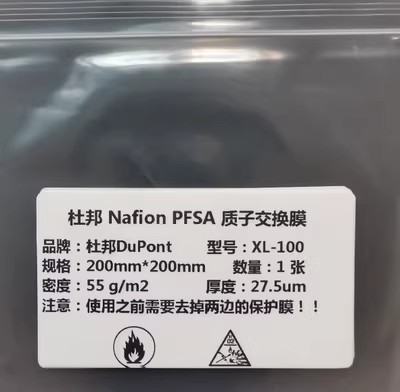 杜邦 Nafion PFSA 质子交换膜
品牌：杜邦DuPont 型号：XL-100
规格：200mm*200mm 数量：1 张
密度：55 g/m2 厚度：27.5um
注意：使用之前需要去掉两边的保护膜！！